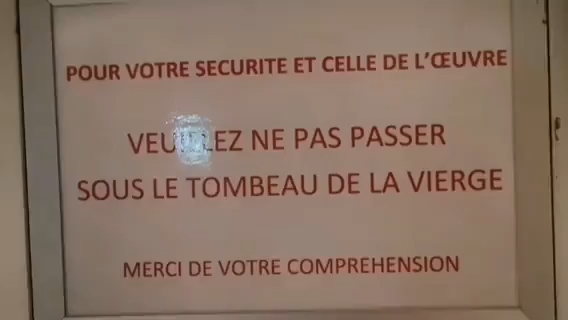 POUR VOTRE SECURITE ET CELLE DE L'ŒUVRE
VEUILLEZ NE PAS PASSER
SOUS LE TOMBEAU DE LA VIERGE
MERCI DE VOTRE COMPREHENSION